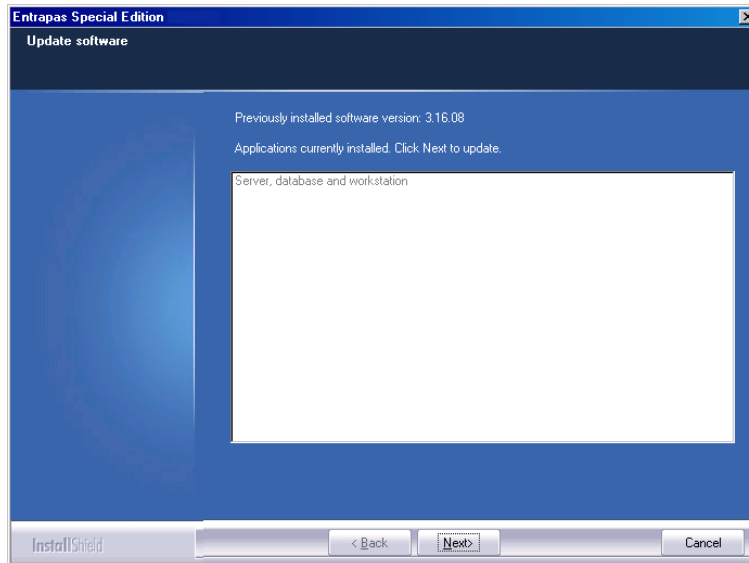 Entrapas Special Edition
Update software
Previously installed software version: 3.16.08
Applications currently installed. Click Next to update.
Server, database and workstation
InstallShield
< Back
Next>
Cancel